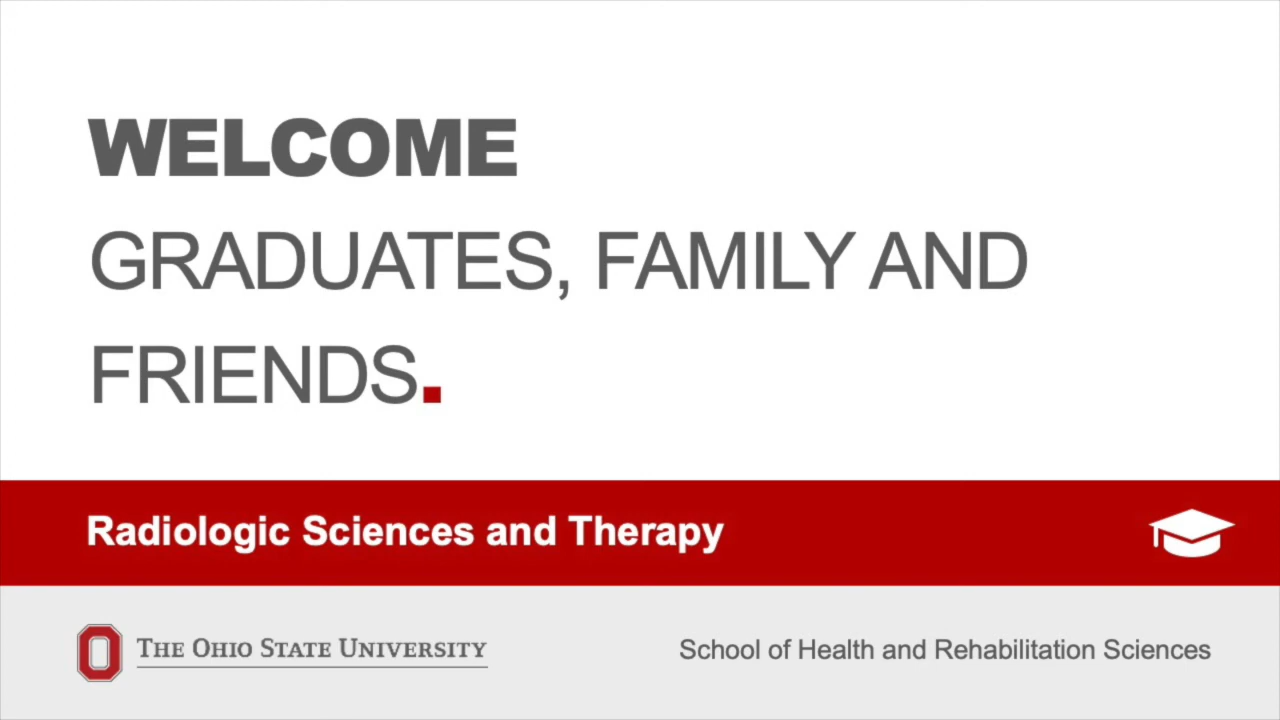 WELCOME
GRADUATES, FAMILY AND
FRIENDS.
Radiologic Sciences and Therapy
THE OHIO STATE UNIVERSITY
School of Health and Rehabilitation Sciences